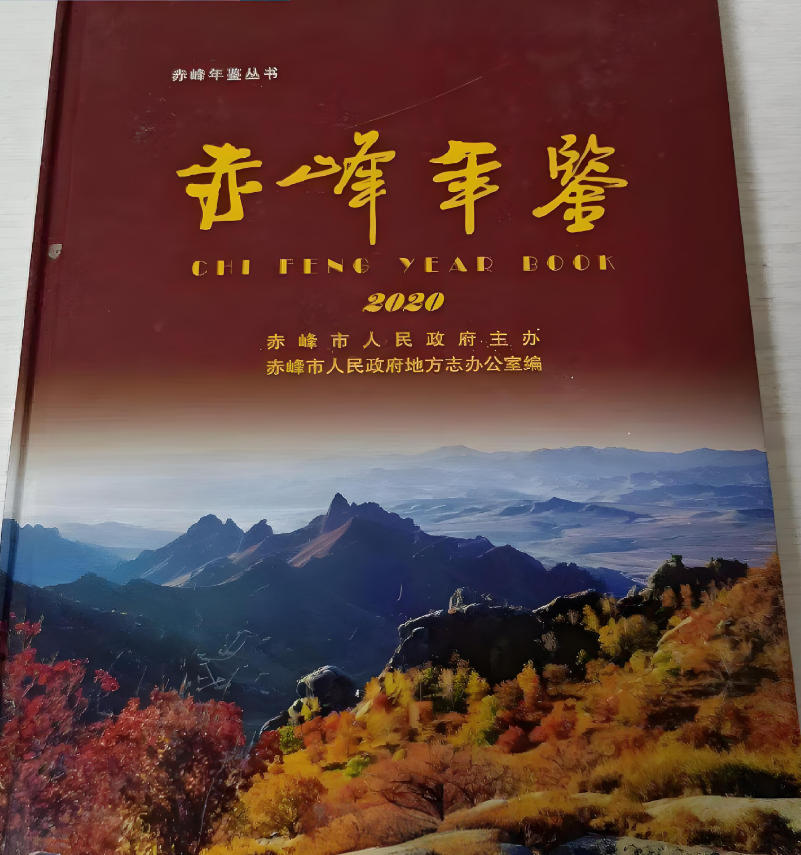 赤峰年鉴丛书
赤峰年鉴
CHI FENG YEAR BOOK
2020
赤峰市人民政府主办
赤峰市人民政府地方志办公室编